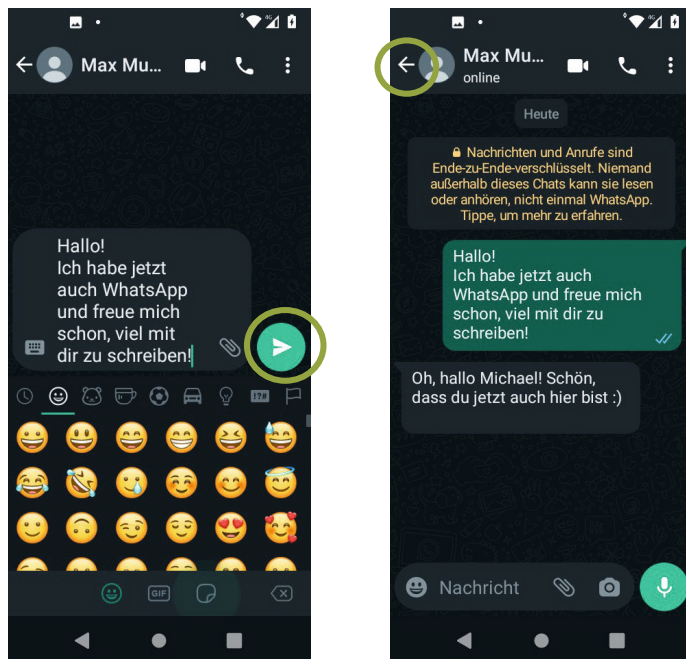 Max Mu...
Hallo!
Ich habe jetzt
auch WhatsApp
und freue mich
schon, viel mit
dir zu schreiben!
!?#
GIF
4G
Max Mu...
online
Heute
Nachrichten und Anrufe sind
Ende-zu-Ende-verschlüsselt. Niemand
außerhalb dieses Chats kann sie lesen
oder anhören, nicht einmal WhatsApp.
Tippe, um mehr zu erfahren.
Hallo!
Ich habe jetzt auch
WhatsApp und freue mich
schon, viel mit dir zu
schreiben!
Oh, hallo Michael! Schön,
dass du jetzt auch hier bist :)
Nachricht